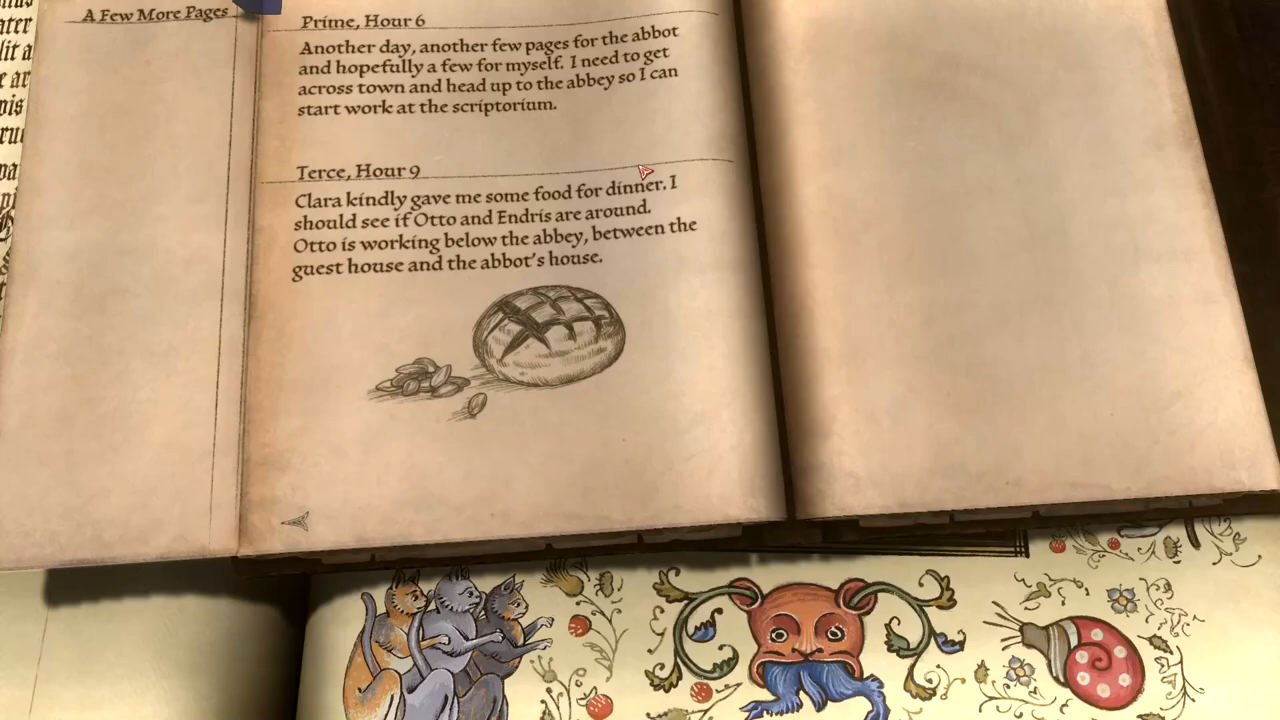 A Few More Pages
Prime, Hour 6
Another day, another few pages for the abbot
and hopefully a few for myself. I need to get
across town and head up to the abbey so I can
start work at the scriptorium.
Terce, Hour 9
Clara kindly gave me some food for dinner. I
should see if Otto and Endris are around.
Otto is working below the abbey, between the
guest house and the abbot's house.